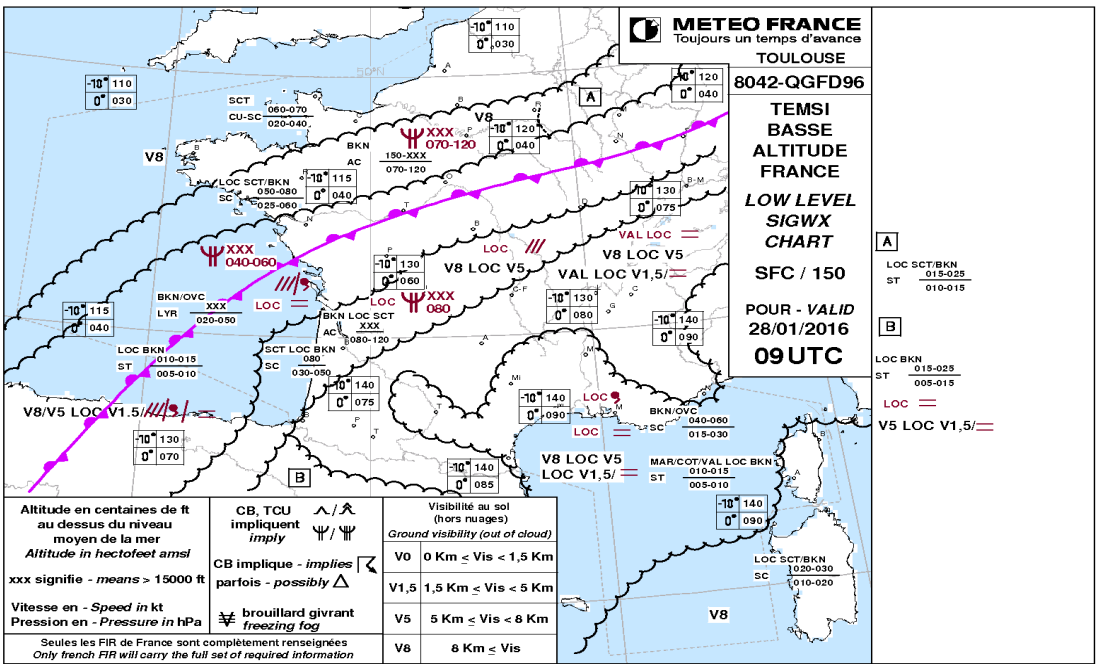 METEO FRANCE
Toujours un temps d'avance
TOULOUSE
8042-QGFD96
TEMSI
BASSE
ALTITUDE
FRANCE
LOW LEVEL
SIGWX
CHART
SFC / 150
POUR - VALID
28/01/2016
09 UTC
-10° 110
0° 030
-10° 110
0° ,030
50°N
-10° 120
0° 040
A
SCT 060-070
CU-SC 020-040
V8
XXX
070-120
V8
-10° 120
0° 040
BKN 150-XXX
AC 070-120
V8
LOC SCT/BKN
050-080
SC 025-060
-10° 115
0° 040
-10° 130
0° 075
VAL LOC
XXX
040-060
LOC
V8 LOC V5
V8 LOC V5
VAL LOC V1,5/
-10° 130
0° 060
LOC
LOC XXX
080
-10° 130
0° 080
-10° 115
0° 040
BKN/OVC
LYR XXX
020-050
BKN LOC SCT
AC XXX
080-120
-10° 140
0° 090
LOC BKN
ST 010-015
005-010
SCT LOC BKN
SC 080
030-050
-10° 140
0° 075
V8/V5 LOC V1.5/
-10° 140
0° 090
LOC
LOC
BKN/OVC
SC 040-060
015-030
-10° 130
0° 070
B
-10° 140
0° 085
V8 LOC V5
LOC V1,5/
MAR/COT/VAL LOC BKN
ST 010-015
005-010
-10° 140
0° 090
LOC SCT/BKN
SC 020-030
010-020
V8
A
LOC SCT/BKN
ST 015-025
010-015
B
LOC BKN
ST 015-025
005-015
LOC
V5 LOC V1,5/
Altitude en centaines de ft
au dessus du niveau
moyen de la mer
Altitude in hectofeet amsl
xxx signifie - means > 15000 ft
Vitesse en - Speed in kt
Pression en - Pressure in hPa
CB, TCU
impliquent
imply
CB implique - implies
parfois - possibly
brouillard givrant
freezing fog
Seules les FIR de France sont complètement renseignées
Only french FIR will carry the full set of required information
Visibilité au sol
(hors nuages)
Ground visibility (out of cloud)
V0 0 Km ≤ Vis < 1,5 Km
V1,5 1,5 Km ≤ Vis < 5 Km
V5 5 Km ≤ Vis < 8 Km
V8 8 Km ≤ Vis